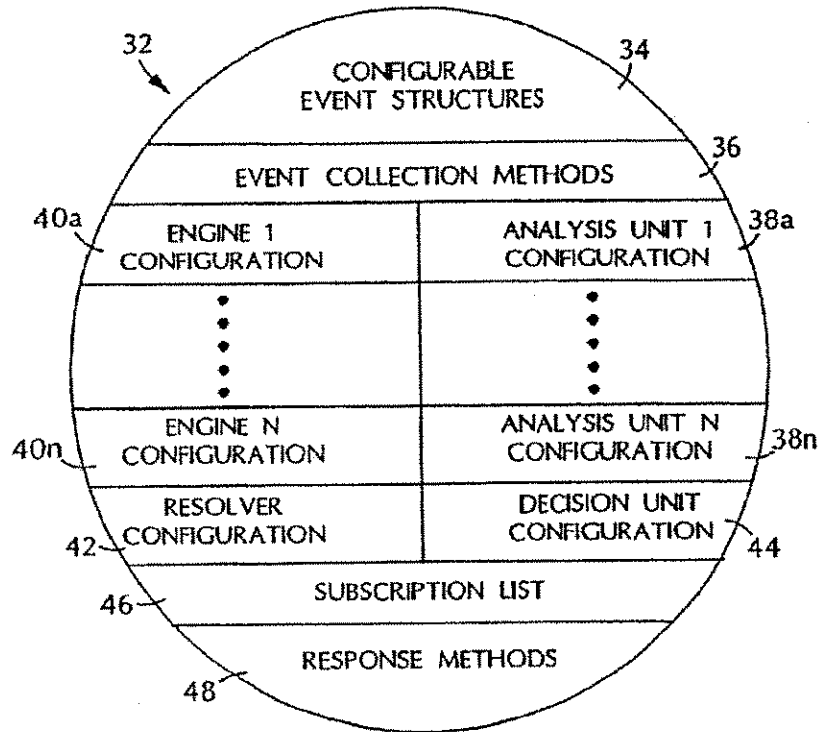 32
34
CONFIGURABLE
EVENT STRUCTURES
36
EVENT COLLECTION METHODS
40a
ENGINE 1
CONFIGURATION
ANALYSIS UNIT 1
CONFIGURATION
38a
ENGINE N
CONFIGURATION
40n
ANALYSIS UNIT N
CONFIGURATION
38n
RESOLVER
CONFIGURATION
42
DECISION UNIT
CONFIGURATION
44
46
SUBSCRIPTION LIST
RESPONSE METHODS
48